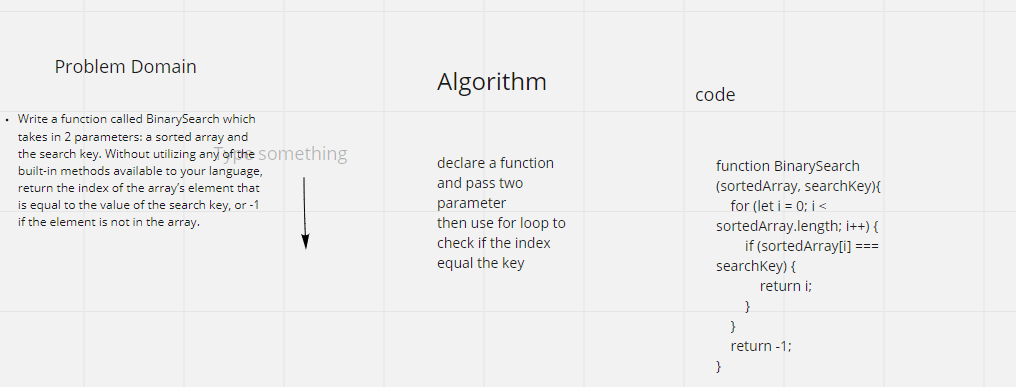 Problem Domain
• Write a function called BinarySearch which
takes in 2 parameters: a sorted array and
the search key. Without utilizing any of the
built-in methods available to your language,
return the index of the array’s element that
is equal to the value of the search key, or -1
if the element is not in the array.
Type something
Algorithm
declare a function
and pass two
parameter
then use for loop to
check if the index
equal the key
code
function BinarySearch
(sortedArray, searchKey){
for (let i = 0; i <
sortedArray.length; i++) {
if (sortedArray[i] ===
searchKey) {
return i;
}
}
return -1;
}